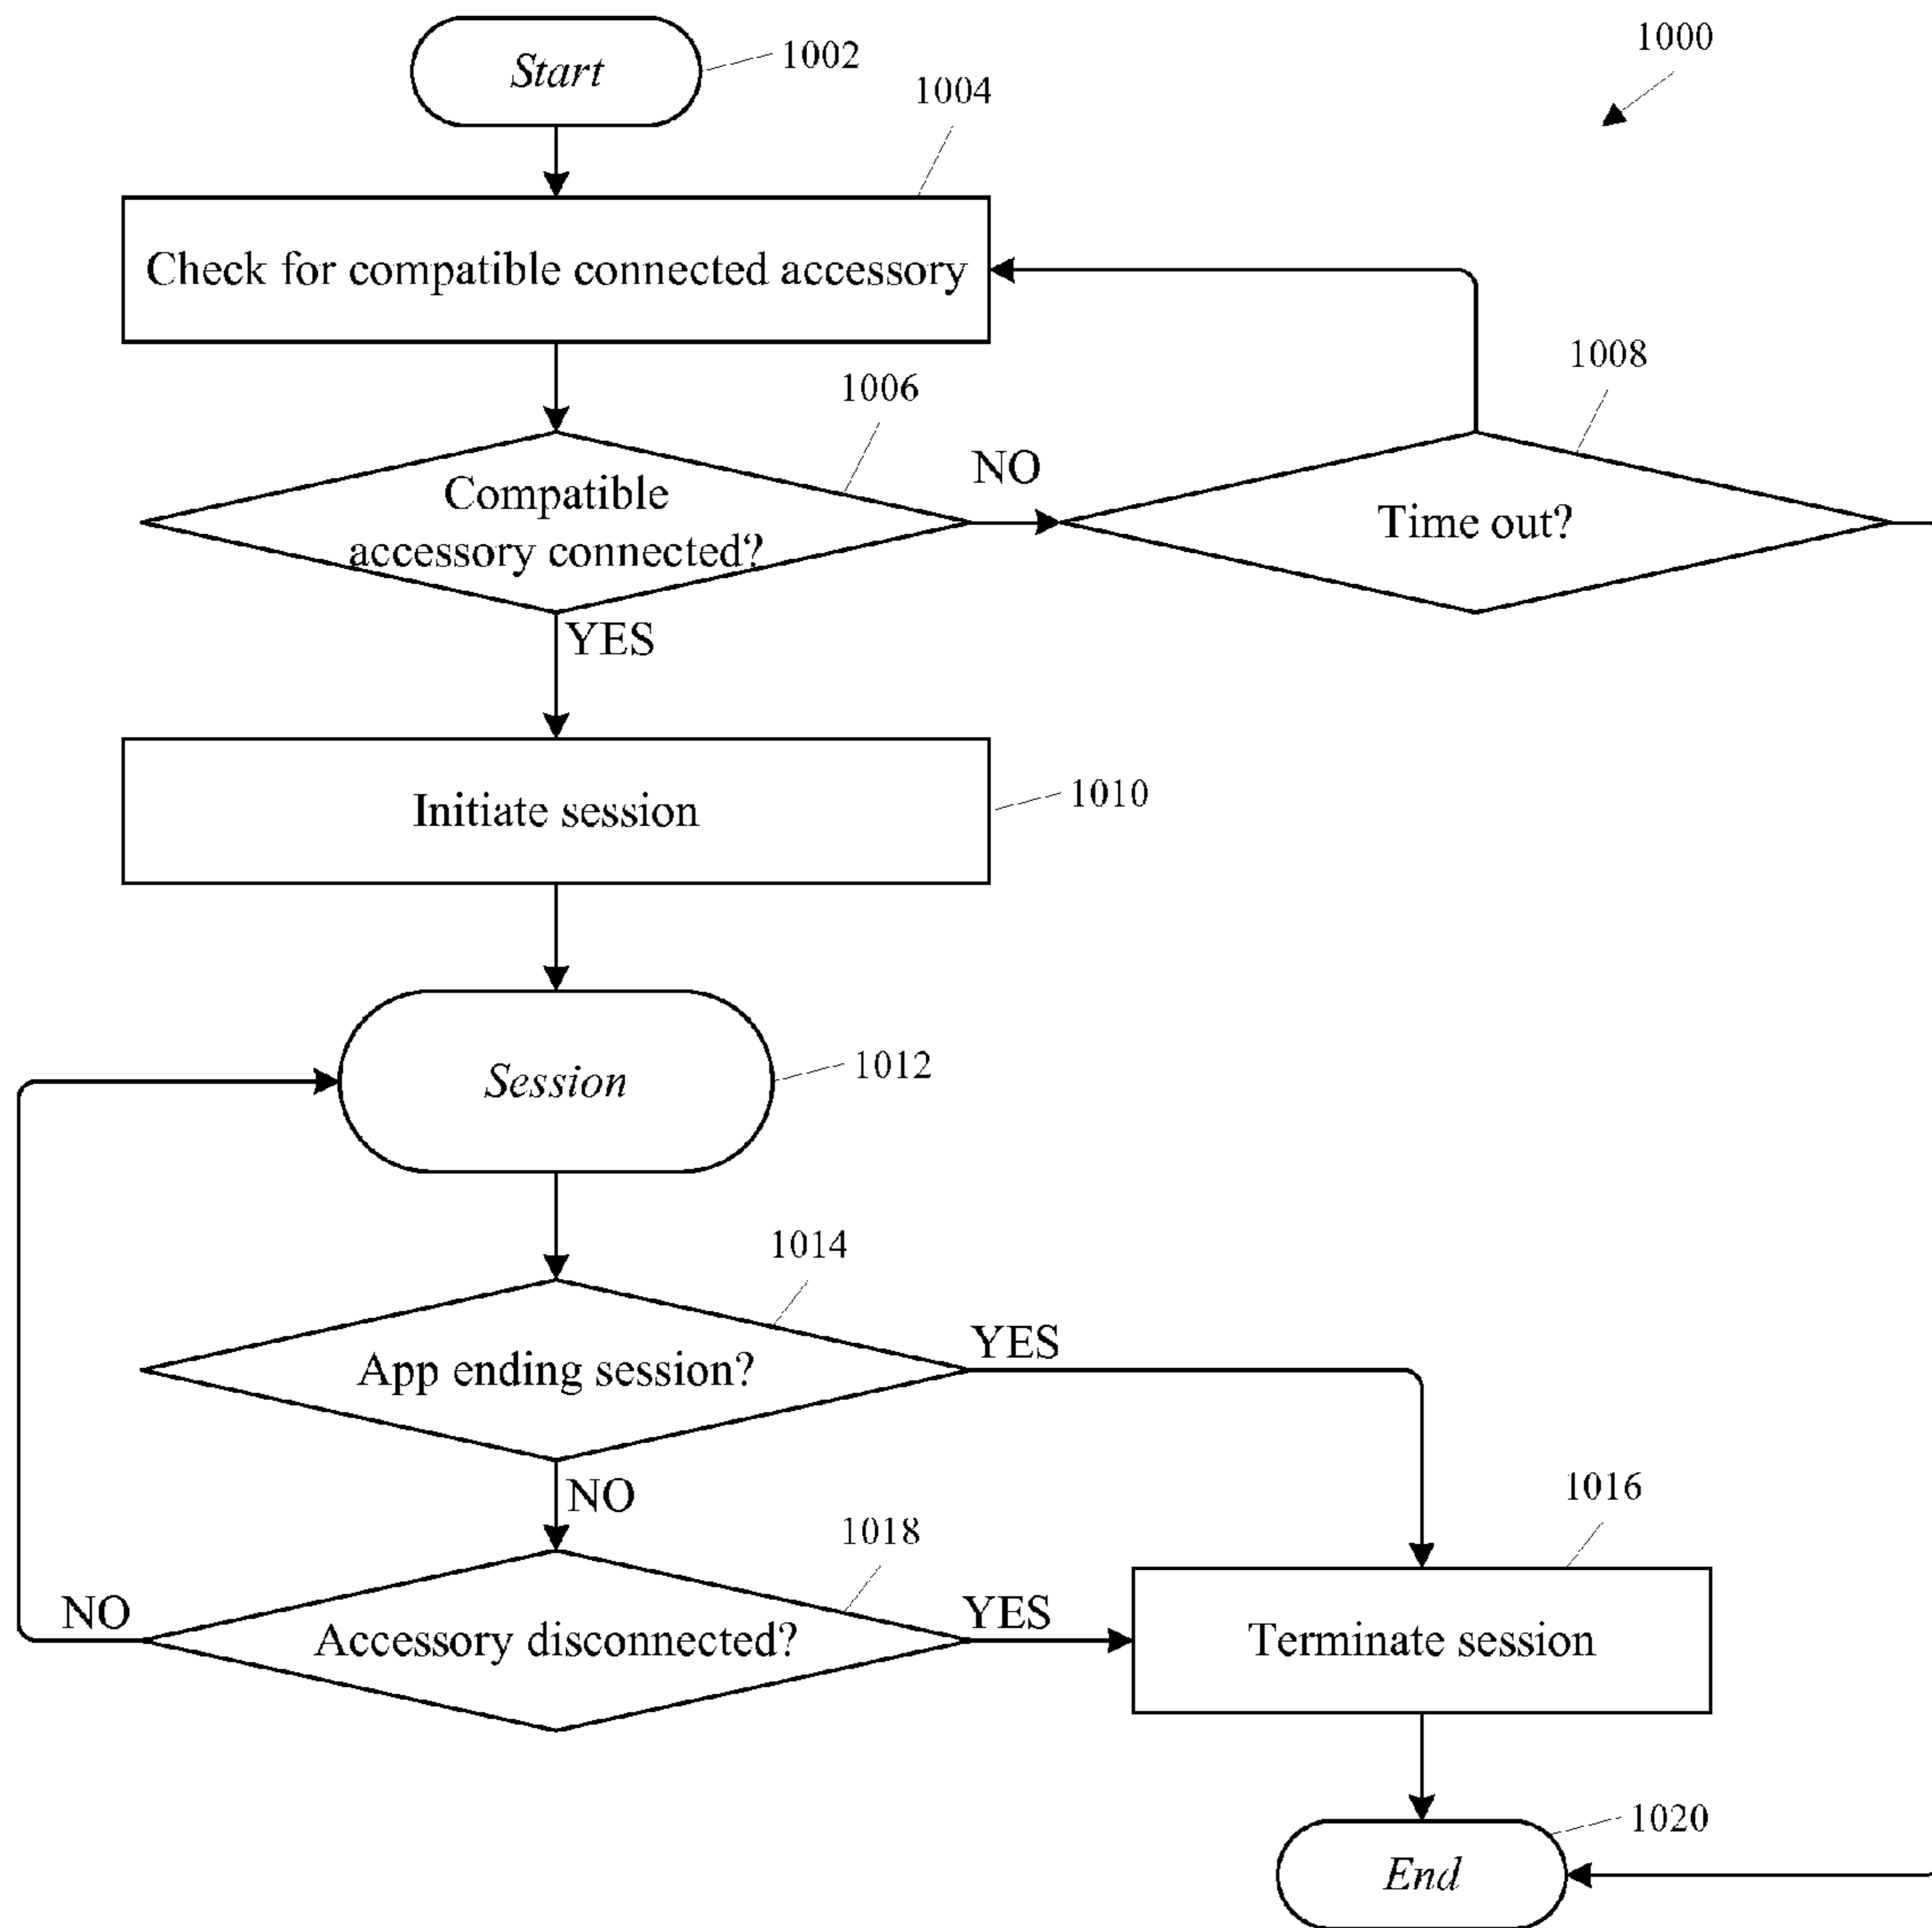 Start
1002
1000
1004
Check for compatible connected accessory
1008
1006
NO
Compatible
accessory connected?
Time out?
YES
Initiate session
1010
Session
1012
1014
YES
App ending session?
NO
1016
1018
NO
YES
Accessory disconnected?
Terminate session
1020
End